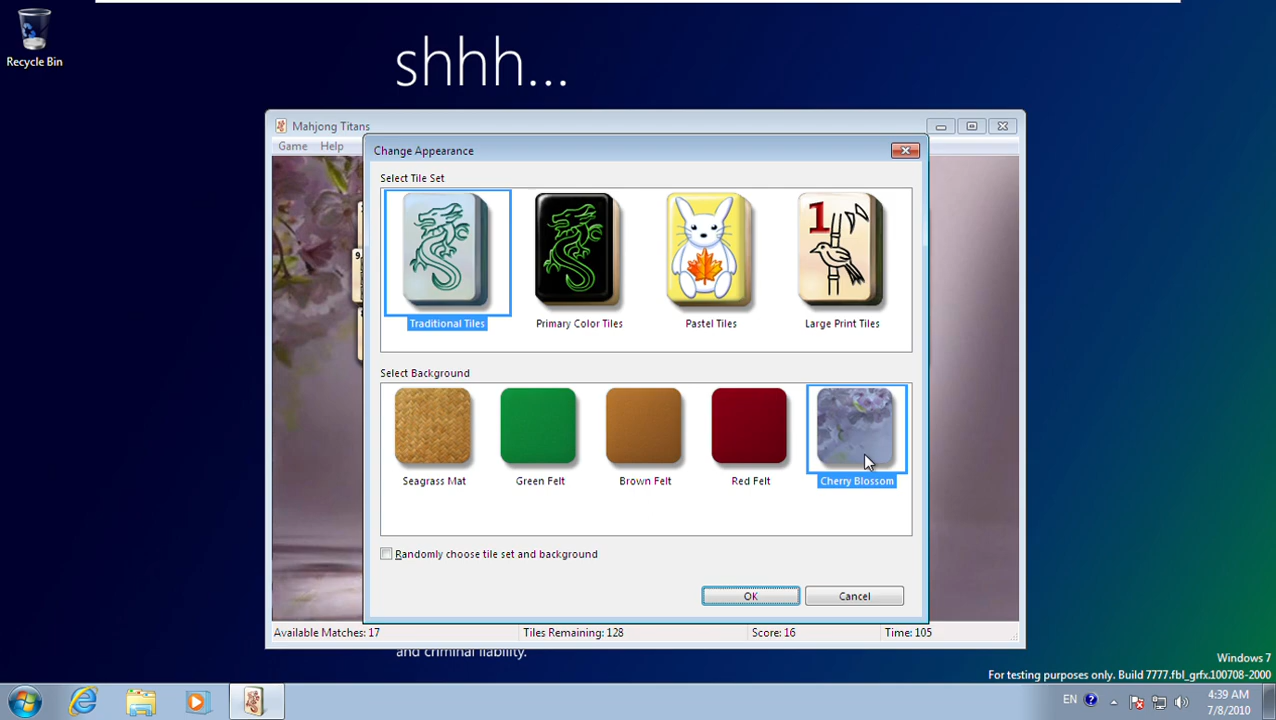 Recycle Bin
shhh...
Mahjong Titans
Game Help
Change Appearance
Select Tile Set
1
Traditional Tiles
Primary Color Tiles
Pastel Tiles
Large Print Tiles
Select Background
Seagrass Mat
Green Felt
Brown Felt
Red Felt
Cherry Blossom
Randomly choose tile set and background
OK
Cancel
Available Matches: 17
Tiles Remaining: 128
Score: 16
Time: 105
and criminal liability.
Windows 7
For testing purposes only. Build 7777.fbl_grfx.100708-2000
EN
4:39 AM
7/8/2010